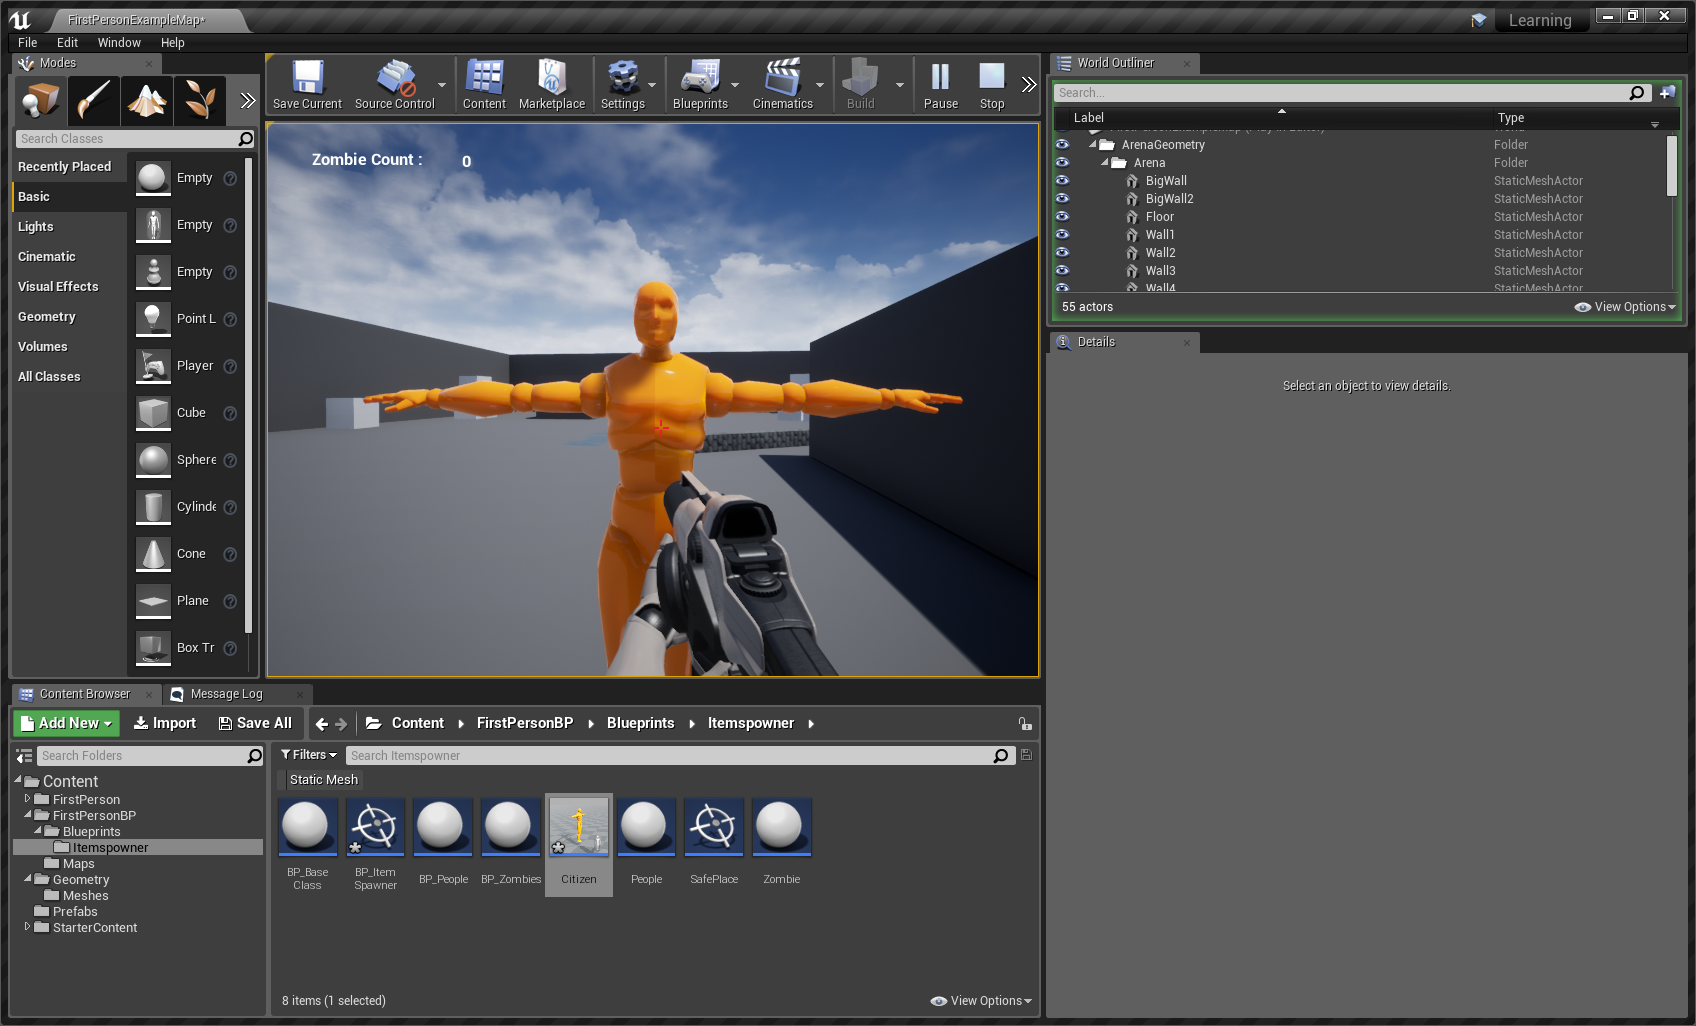 FirstPersonExampleMap*
Learning
File Edit Window Help
Modes
Search Classes
Recently Placed
Basic
Lights
Cinematic
Visual Effects
Geometry
Volumes
All Classes
Empty
Empty
Empty
Point L
Player
Cube
Sphere
Cylinde
Cone
Plane
Box Tr
Save Current
Source Control
Content
Marketplace
Settings
Blueprints
Cinematics
Build
Pause
Stop
Zombie Count : 0
World Outliner
Search...
Label Type
ArenaGeometry Folder
Arena Folder
BigWall StaticMeshActor
BigWall2 StaticMeshActor
Floor StaticMeshActor
Wall1 StaticMeshActor
Wall2 StaticMeshActor
Wall3 StaticMeshActor
Wall4 StaticMeshActor
55 actors View Options
Details
Select an object to view details.
Content Browser Message Log
Add New Import Save All Content FirstPersonBP Blueprints Itemspowner
Search Folders
Content
FirstPerson
FirstPersonBP
Blueprints
Itemspowner
Maps
Geometry
Meshes
Prefabs
StarterContent
Filters Search Itemspowner
Static Mesh
BP_Base
Class
BP_Item
Spawner
BP_People
BP_Zombies
Citizen
People
SafePlace
Zombie
8 items (1 selected) View Options